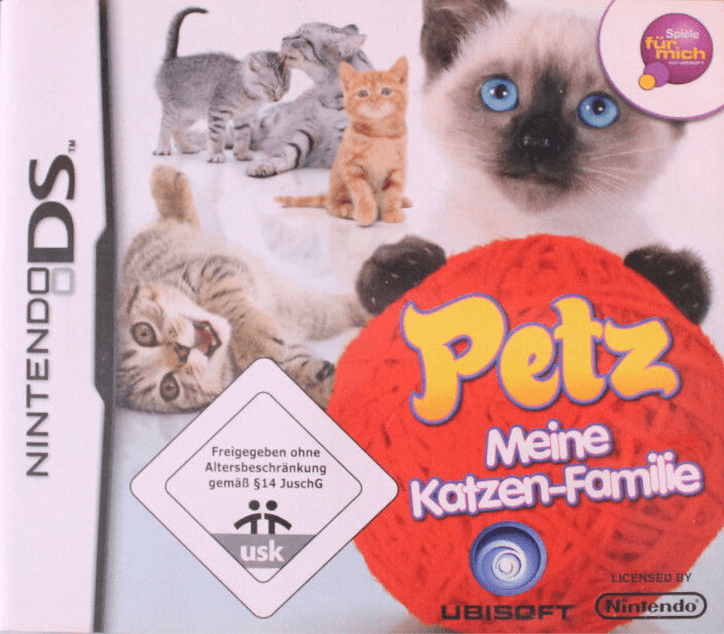 NINTENDO DS™
Spiele
für
mich
Petz
Meine
Katzen-Familie
Freigegeben ohne
Altersbeschränkung
gemäß §14 JuschG
usk
UBISOFT
LICENSED BY
Nintendo